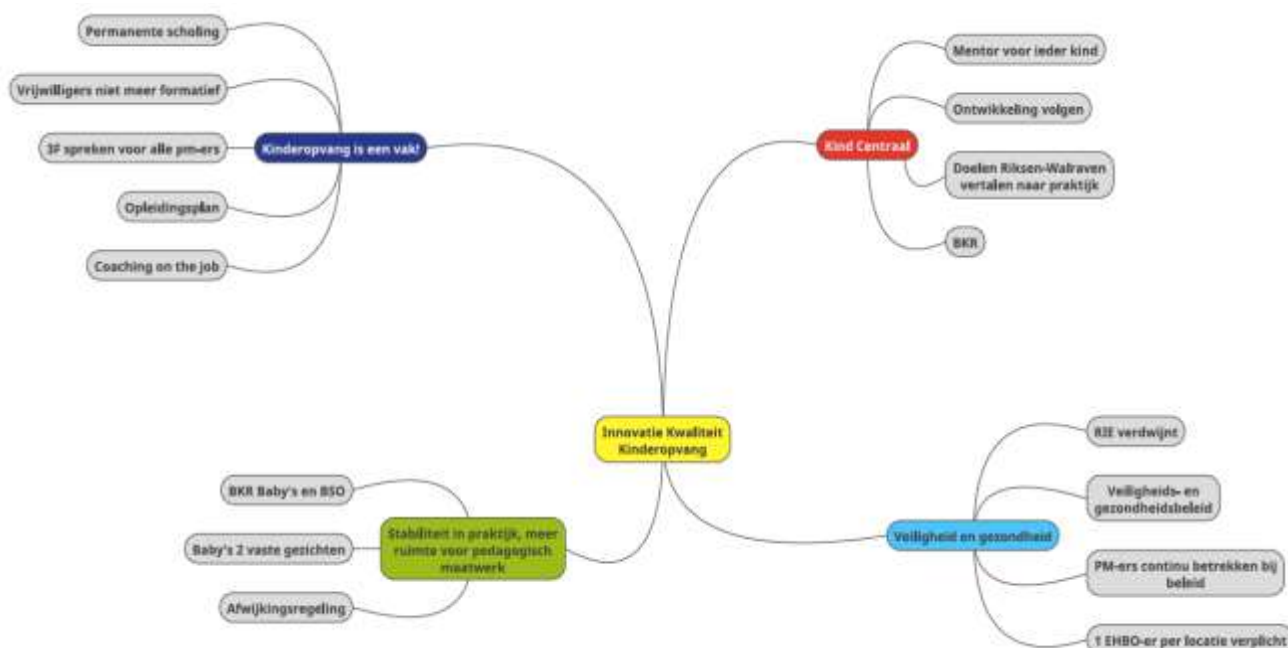 Permanente scholing
Vrijwilligers niet meer formatief
3F spreken voor alle pm-ers
Opleidingsplan
Coaching on the job
Kinderopvang is een vak!
Mentor voor ieder kind
Ontwikkeling volgen
Kind Centraal
Doelen Riksen-Walraven
vertalen naar praktijk
BKR
Innovatie Kwaliteit
Kinderopvang
BKR Baby's en BSO
Baby's 2 vaste gezichten
Afwijkingsregeling
Stabiliteit in praktijk, meer
ruimte voor pedagogisch
maatwerk
RIE verdwijnt
Veiligheids- en
gezondheidsbeleid
Veiligheid en gezondheid
PM-ers continu betrekken bij
beleid
1 EHBO-er per locatie verplicht